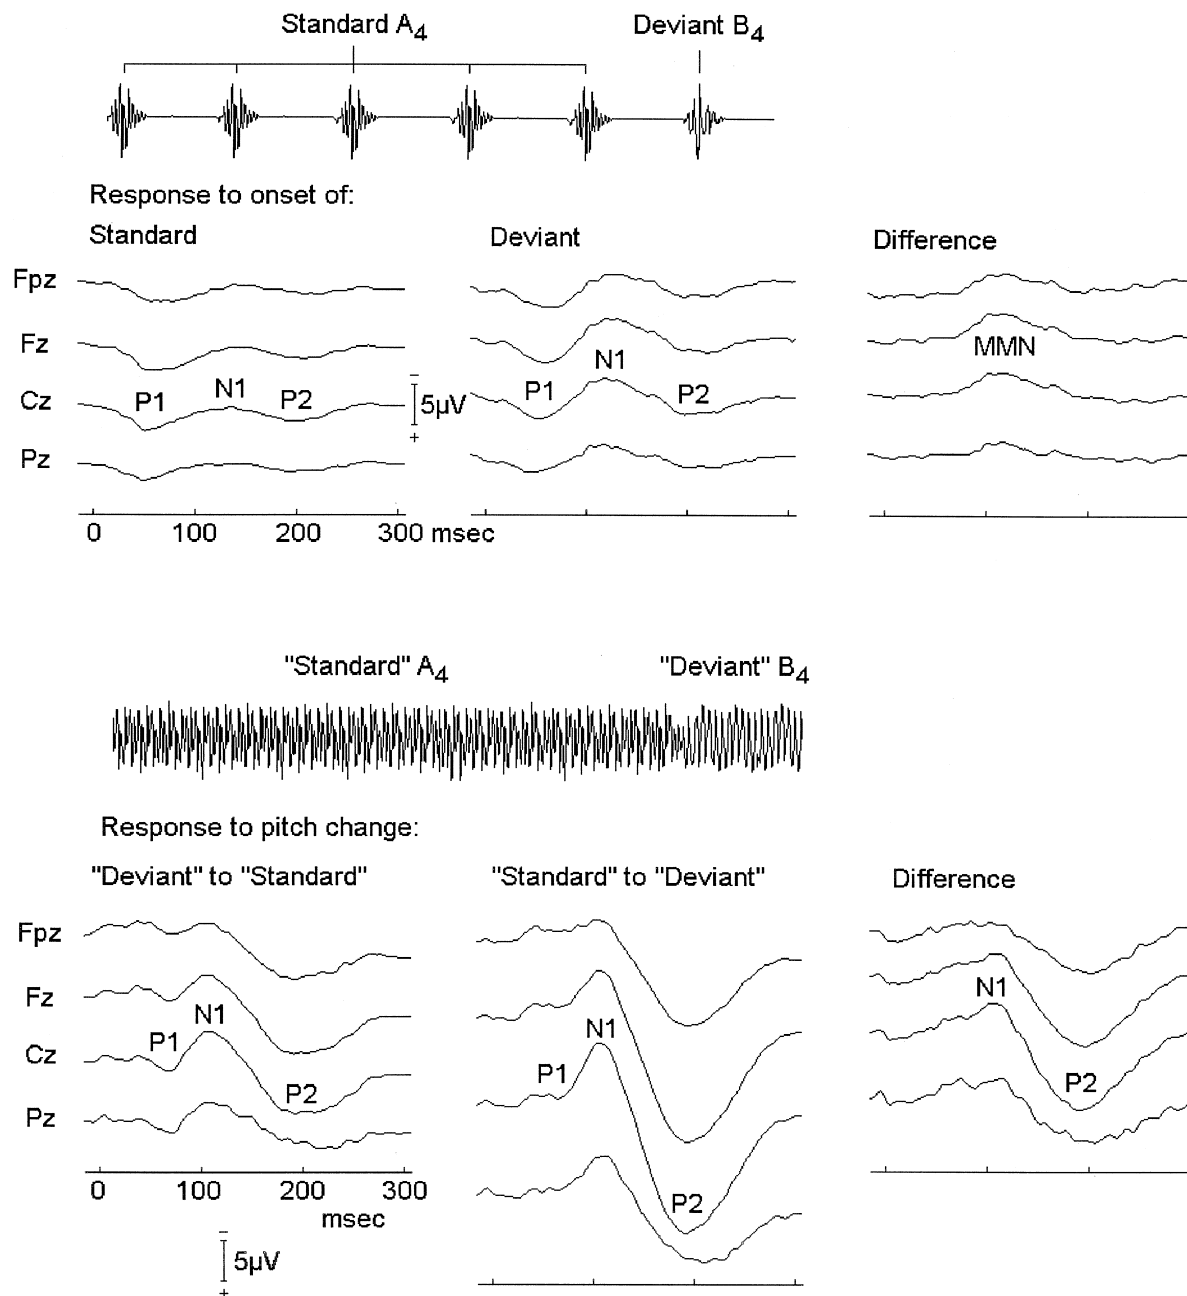 Standard A4 Deviant B4
Response to onset of:
Standard Deviant Difference
Fpz
Fz
MMN
N1
Cz P1 N1 P2 − 5µV + P1 P2
Pz
0 100 200 300 msec
"Standard" A4 "Deviant" B4
Response to pitch change:
"Deviant" to "Standard" "Standard" to "Deviant" Difference
Fpz
Fz
N1 N1 N1
Cz P1 P1
P2 P2
Pz
0 100 200 300 P2
msec
−
5µV
+